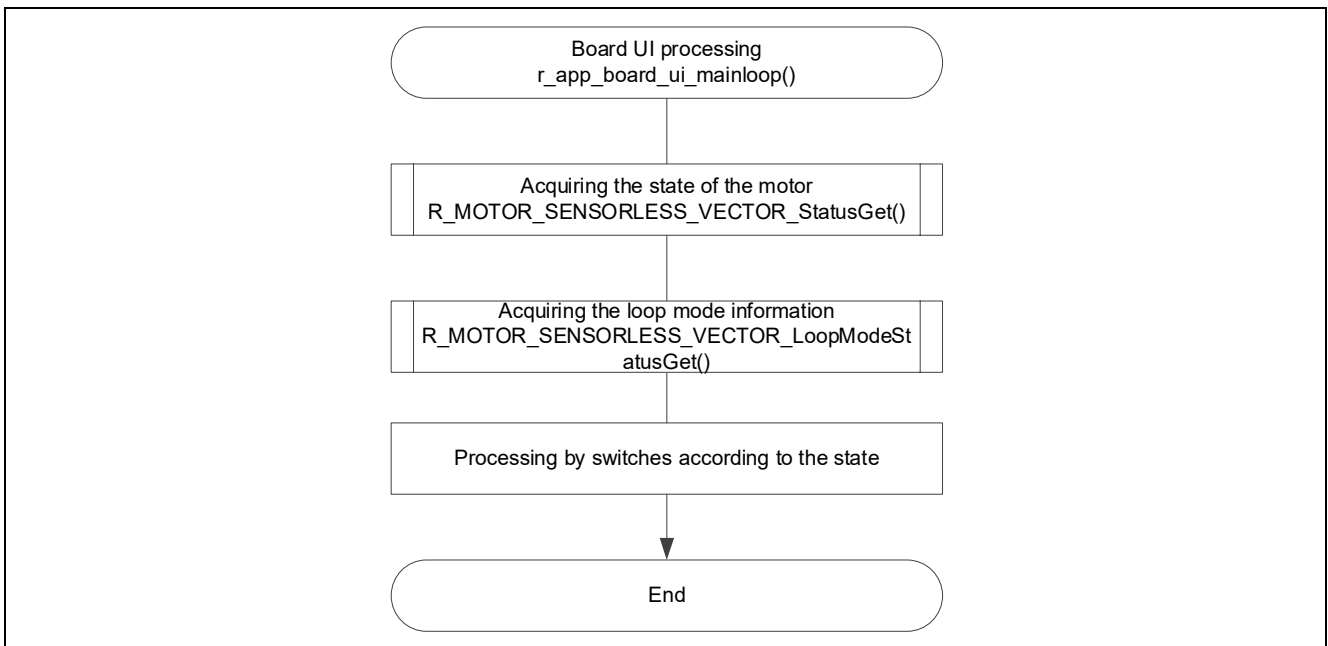 Board UI processing
r_app_board_ui_mainloop()
Acquiring the state of the motor
R_MOTOR_SENSORLESS_VECTOR_StatusGet()
Acquiring the loop mode information
R_MOTOR_SENSORLESS_VECTOR_LoopModeSt
atusGet()
Processing by switches according to the state
End